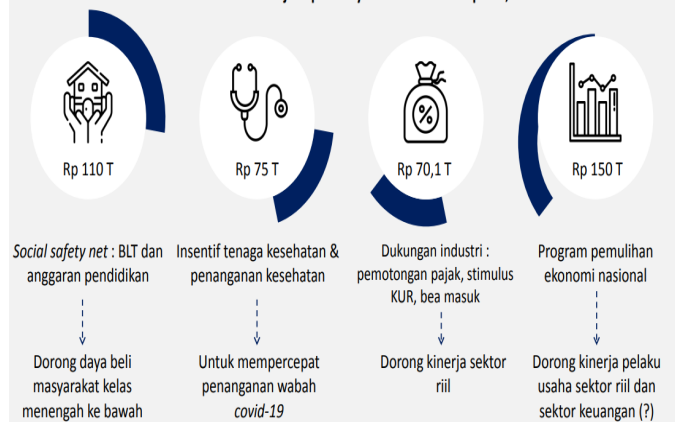 Rp 110 T
Rp 75 T
Rp 70,1 T
Rp 150 T
Social safety net : BLT dan
anggaran pendidikan
Insentif tenaga kesehatan &
penanganan kesehatan
Dukungan industri :
pemotongan pajak, stimulus
KUR, bea masuk
Program pemulihan
ekonomi nasional
Dorong daya beli
masyarakat kelas
menengah ke bawah
Untuk mempercepat
penanganan wabah
covid-19
Dorong kinerja sektor
riil
Dorong kinerja pelaku
usaha sektor riil dan
sektor keuangan (?)